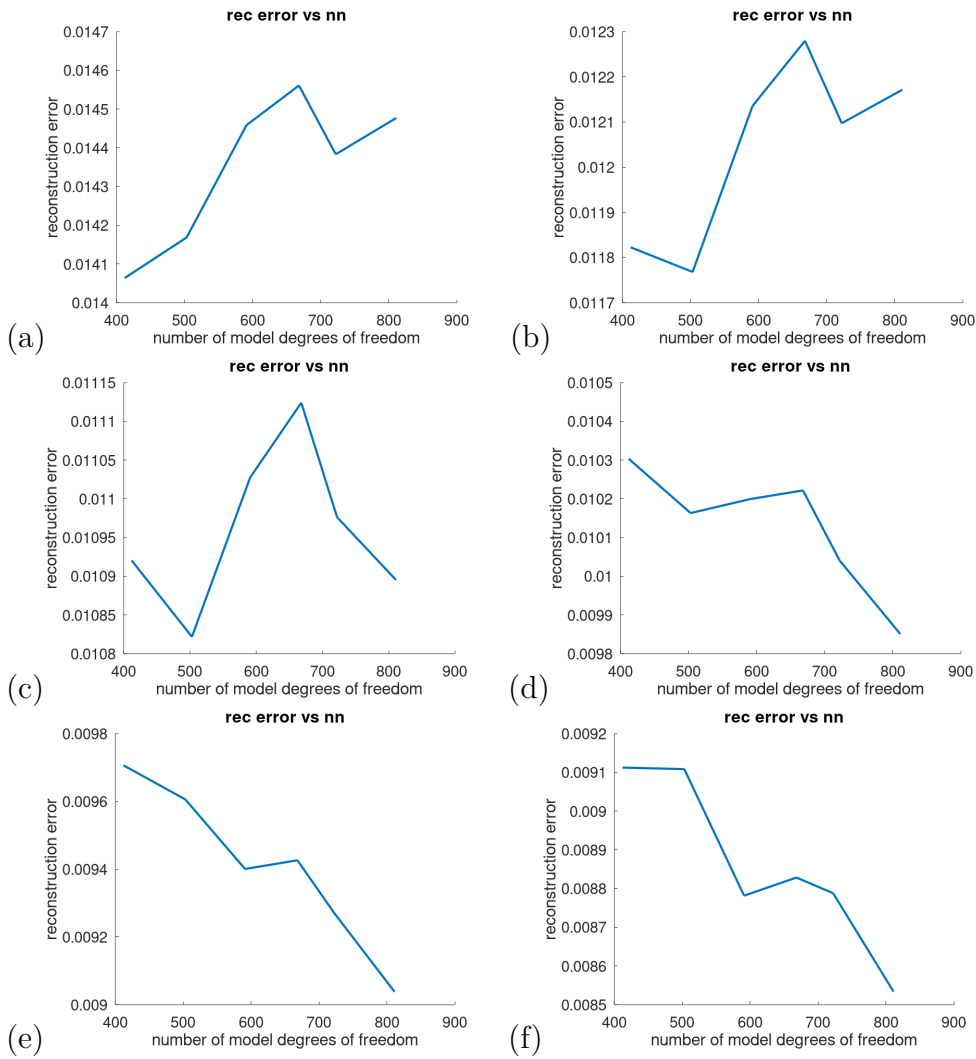 rec error vs nn
0.0147
0.0146
0.0145
0.0144
0.0143
0.0142
0.0141
0.014
reconstruction error
400 500 600 700 800 900
number of model degrees of freedom
(a)
rec error vs nn
0.0123
0.0122
0.0121
0.012
0.0119
0.0118
0.0117
reconstruction error
400 500 600 700 800 900
number of model degrees of freedom
(b)
rec error vs nn
0.01115
0.0111
0.01105
0.011
0.01095
0.0109
0.01085
0.0108
reconstruction error
400 500 600 700 800 900
number of model degrees of freedom
(c)
rec error vs nn
0.0105
0.0104
0.0103
0.0102
0.0101
0.01
0.0099
0.0098
reconstruction error
400 500 600 700 800 900
number of model degrees of freedom
(d)
rec error vs nn
0.0098
0.0096
0.0094
0.0092
0.009
reconstruction error
400 500 600 700 800 900
number of model degrees of freedom
(e)
rec error vs nn
0.0092
0.0091
0.009
0.0089
0.0088
0.0087
0.0086
0.0085
reconstruction error
400 500 600 700 800 900
number of model degrees of freedom
(f)